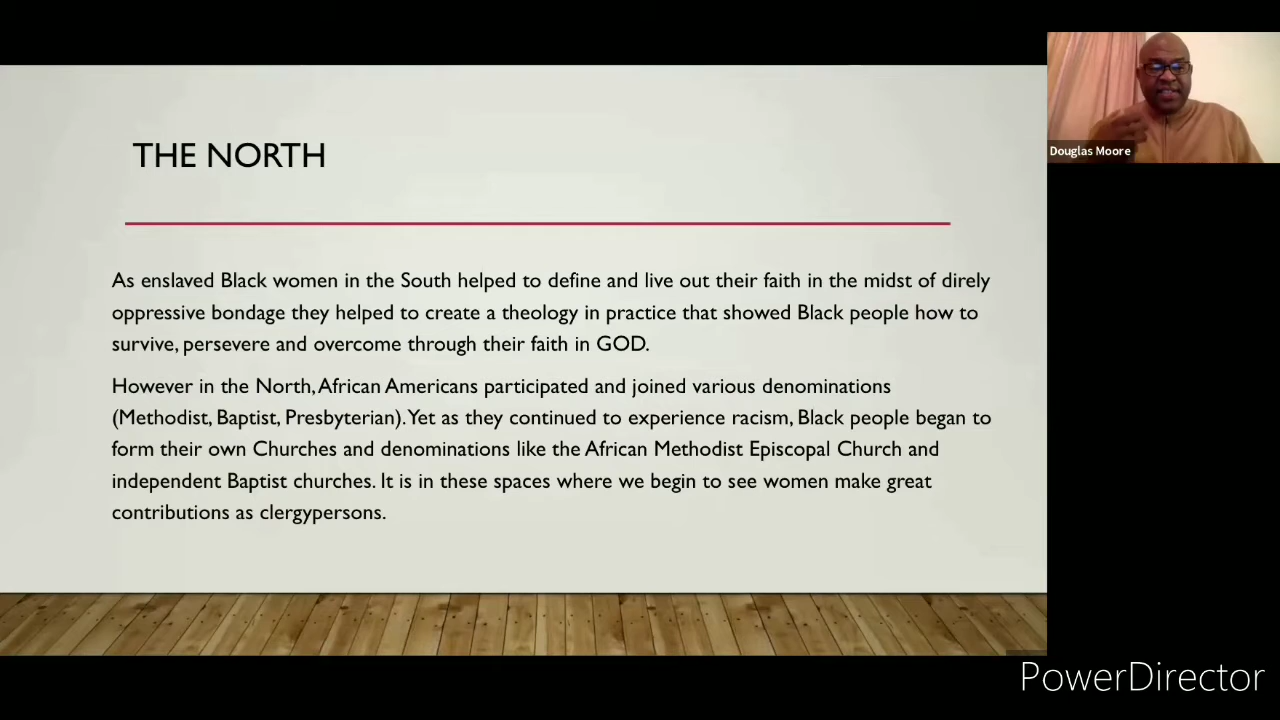 THE NORTH
As enslaved Black women in the South helped to define and live out their faith in the midst of direly
oppressive bondage they helped to create a theology in practice that showed Black people how to
survive, persevere and overcome through their faith in GOD.
However in the North, African Americans participated and joined various denominations
(Methodist, Baptist, Presbyterian). Yet as they continued to experience racism, Black people began to
form their own Churches and denominations like the African Methodist Episcopal Church and
independent Baptist churches. It is in these spaces where we begin to see women make great
contributions as clergypersons.
Douglas Moore
PowerDirector